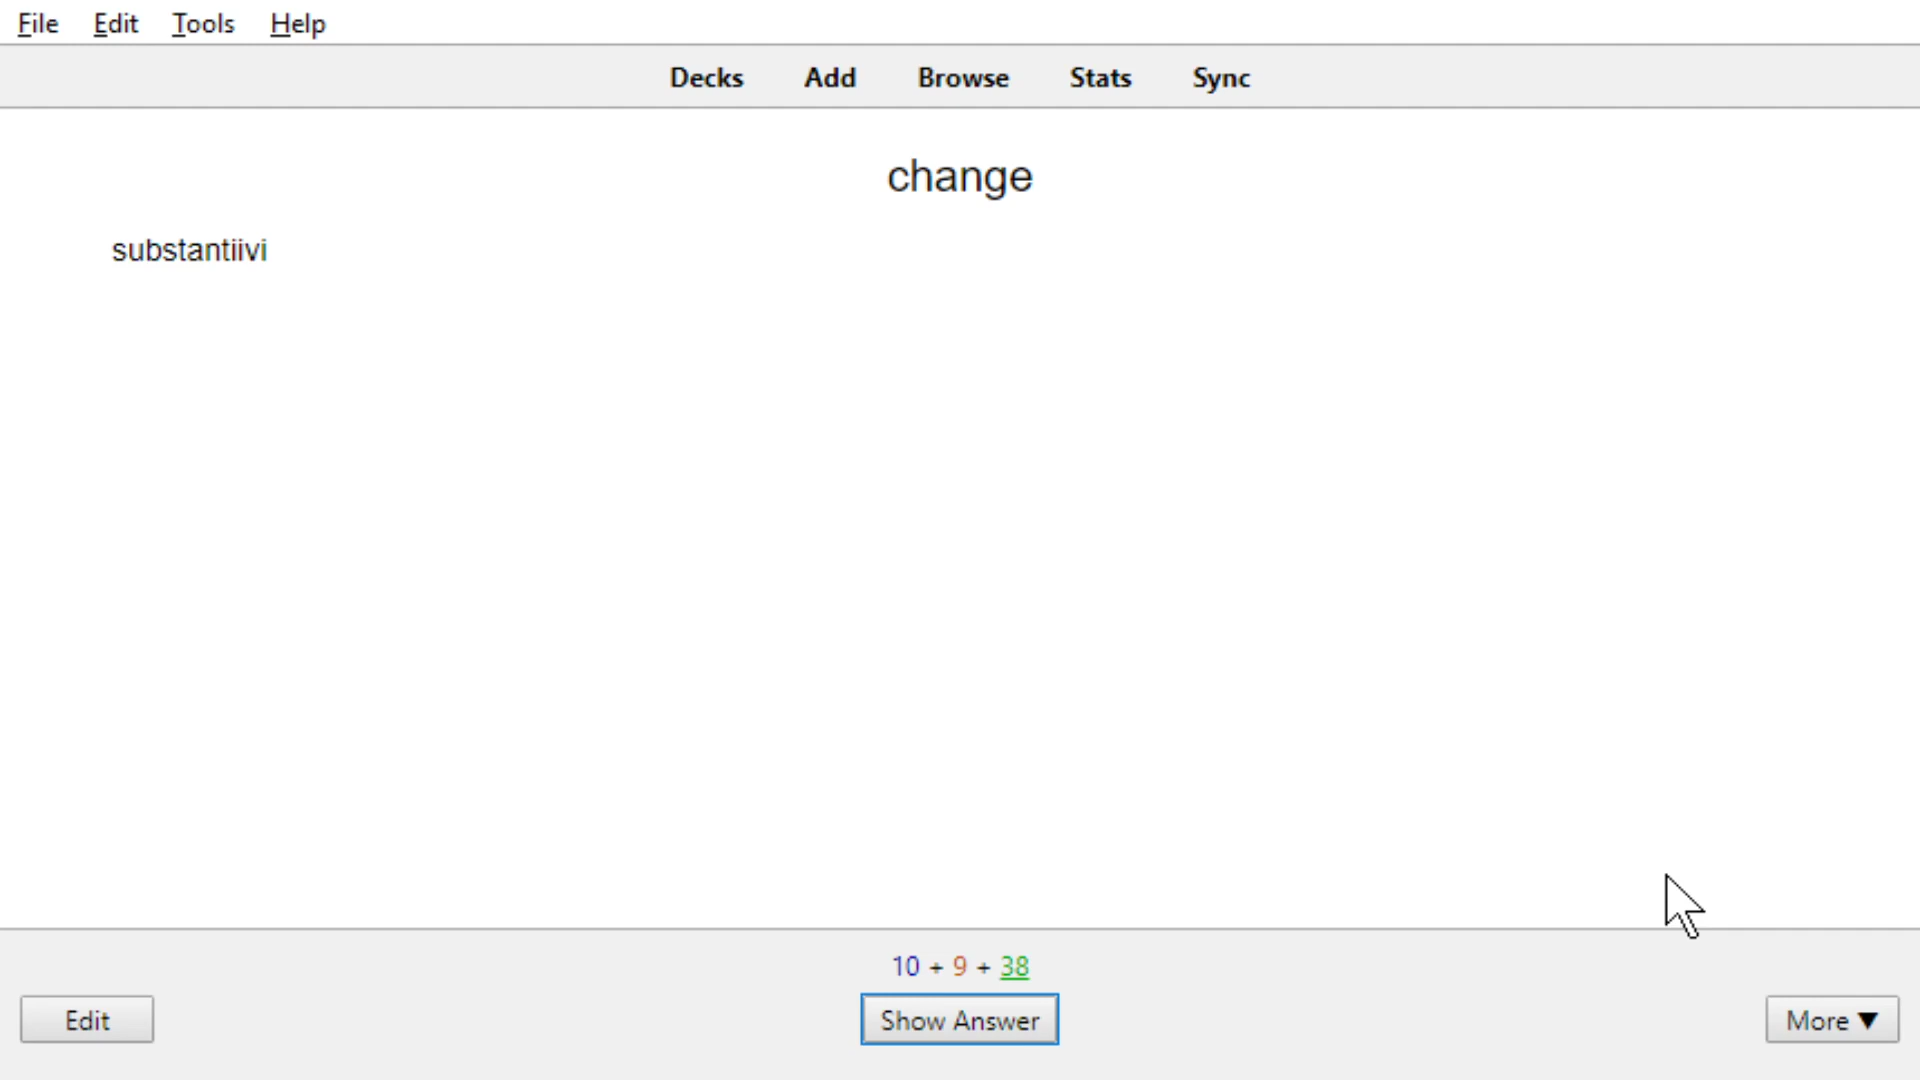 File Edit Tools Help
Decks Add Browse Stats Sync
change
substantiivi
10 + 9 + 38
Edit Show Answer More ▼